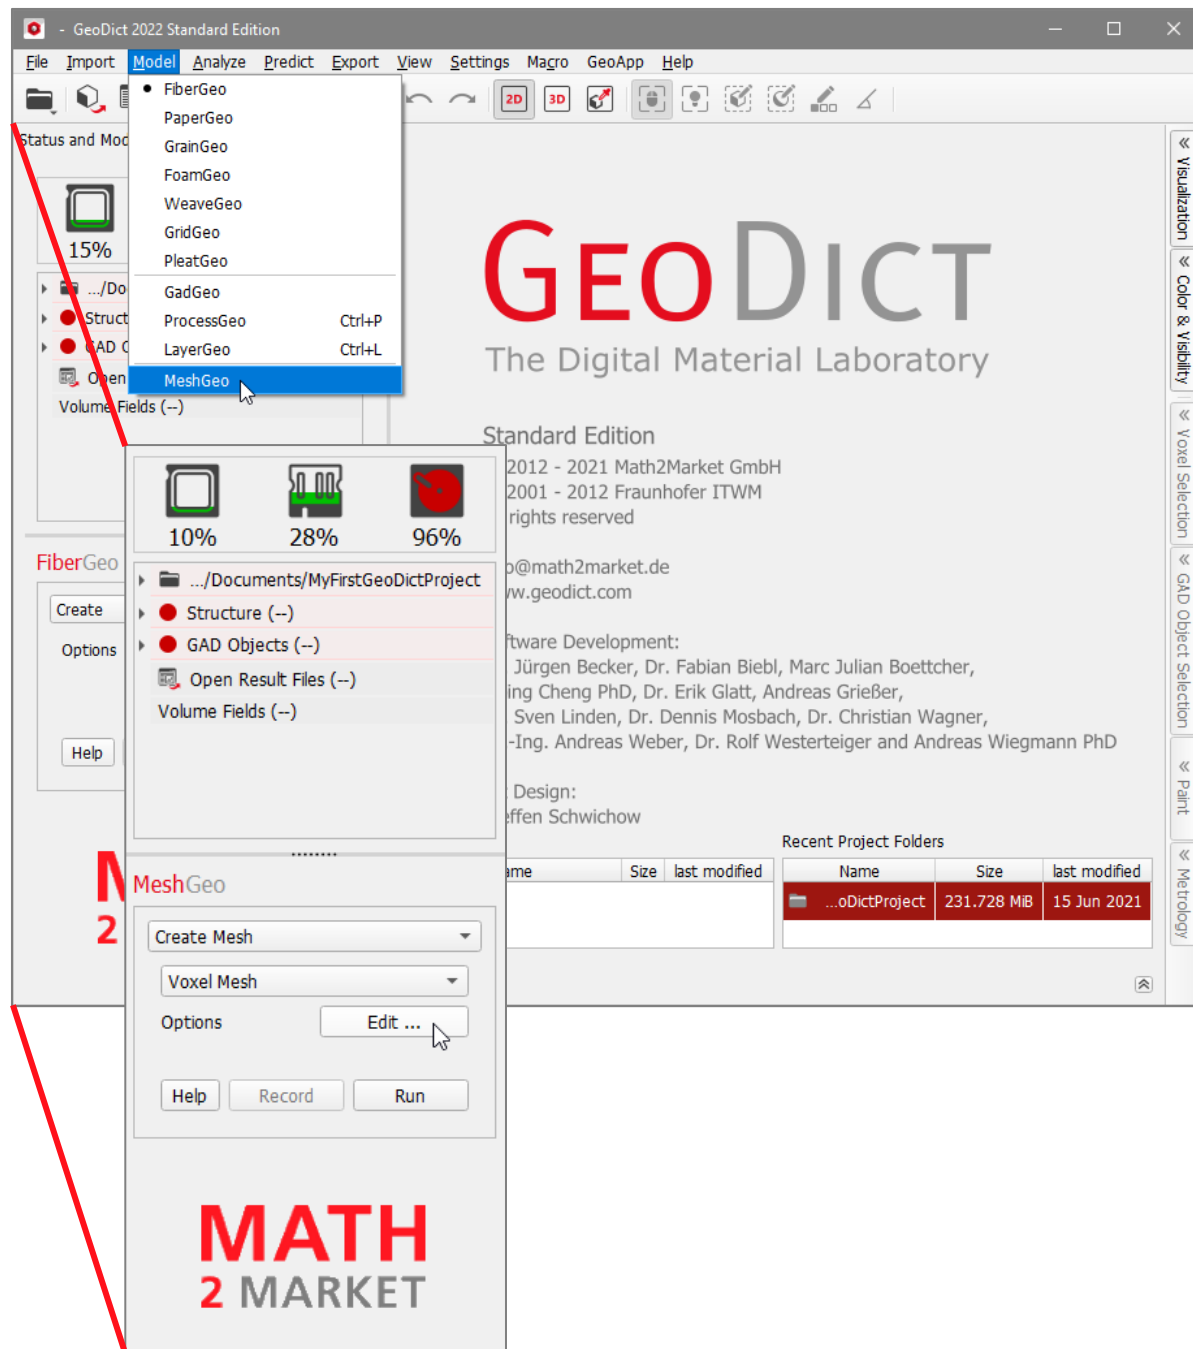 - GeoDict 2022 Standard Edition
File Import Model Analyze Predict Export View Settings Macro GeoApp Help
FiberGeo
PaperGeo
GrainGeo
FoamGeo
WeaveGeo
GridGeo
PleatGeo
GadGeo
ProcessGeo Ctrl+P
LayerGeo Ctrl+L
MeshGeo
2D 3D
Status and Mod
15%
.../Do
Struct
GAD O
Open
Volume Fields (--)
FiberGeo
Create
Options
Help
2
GEODICT
The Digital Material Laboratory
Standard Edition
2012 - 2021 Math2Market GmbH
2001 - 2012 Fraunhofer ITWM
rights reserved
o@math2market.de
w.geodict.com
tware Development:
Jürgen Becker, Dr. Fabian Biebl, Marc Julian Boettcher,
ing Cheng PhD, Dr. Erik Glatt, Andreas Grießer,
Sven Linden, Dr. Dennis Mosbach, Dr. Christian Wagner,
-Ing. Andreas Weber, Dr. Rolf Westerteiger and Andreas Wiegmann PhD
Design:
effen Schwichow
Recent Project Folders
ame Size last modified
Name Size last modified
...oDictProject 231.728 MiB 15 Jun 2021
Visualization
Color & Visibility
Voxel Selection
GAD Object Selection
Paint
Metrology
10% 28% 96%
.../Documents/MyFirstGeoDictProject
Structure (--)
GAD Objects (--)
Open Result Files (--)
Volume Fields (--)
MeshGeo
Create Mesh
Voxel Mesh
Options Edit ...
Help Record Run
MATH
2 MARKET